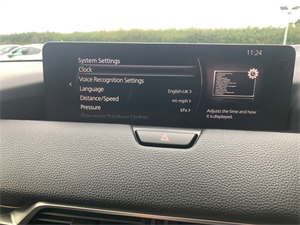 11:24
System Settings
Clock
Voice Recognition Settings
Language English UK
Distance/Speed mi·mph
Pressure kPa
Adjusts the time and how
it is displayed.